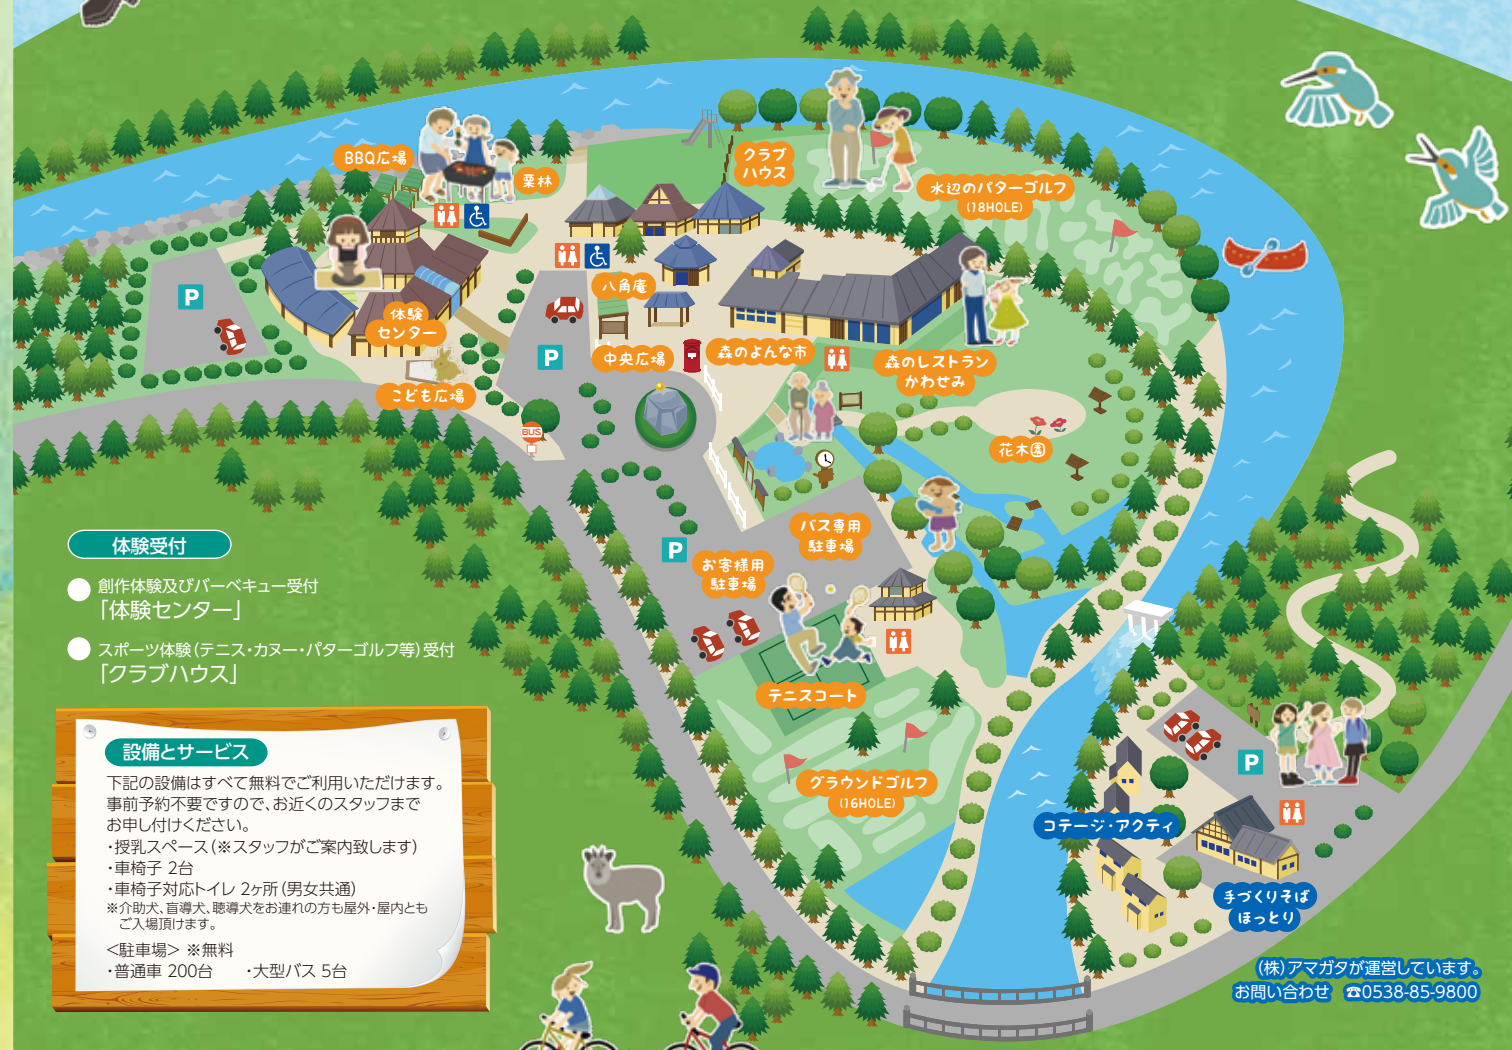 BBQ広場
栗林
クラブ
ハウス
水辺のパターゴルフ
(18HOLE)
P
八角庵
体験
センター
P
中央広場
森のよんな市
森のレストラン
かわせみ
こども広場
BUS
花木園
バス専用
駐車場
P
お客様用
駐車場
テニスコート
グラウンドゴルフ
(16HOLE)
P
コテージ・アクティ
手づくりそば
ほっとり
(株)アマガタが運営しています。
お問い合わせ ☎0538-85-9800
体験受付
創作体験及びバーベキュー受付
「体験センター」
スポーツ体験(テニス・カヌー・パターゴルフ等)受付
「クラブハウス」
設備とサービス
下記の設備はすべて無料でご利用いただけます。
事前予約不要ですので、お近くのスタッフまで
お申し付けください。
・授乳スペース(※スタッフがご案内致します)
・車椅子 2台
・車椅子対応トイレ 2ヶ所(男女共通)
※介助犬、盲導犬、聴導犬をお連れの方も屋外・屋内とも
ご入場頂けます。
<駐車場> ※無料
・普通車 200台 ・大型バス 5台